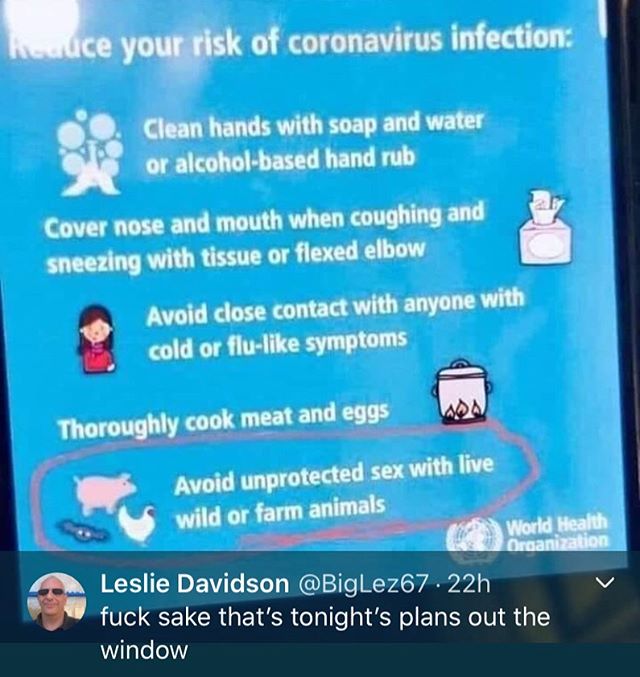 Reduce your risk of coronavirus infection:
Clean hands with soap and water
or alcohol-based hand rub
Cover nose and mouth when coughing and
sneezing with tissue or flexed elbow
Avoid close contact with anyone with
cold or flu-like symptoms
Thoroughly cook meat and eggs
Avoid unprotected sex with live
wild or farm animals
World Health
Organization
Leslie Davidson @BigLez67 · 22h
fuck sake that's tonight's plans out the
window